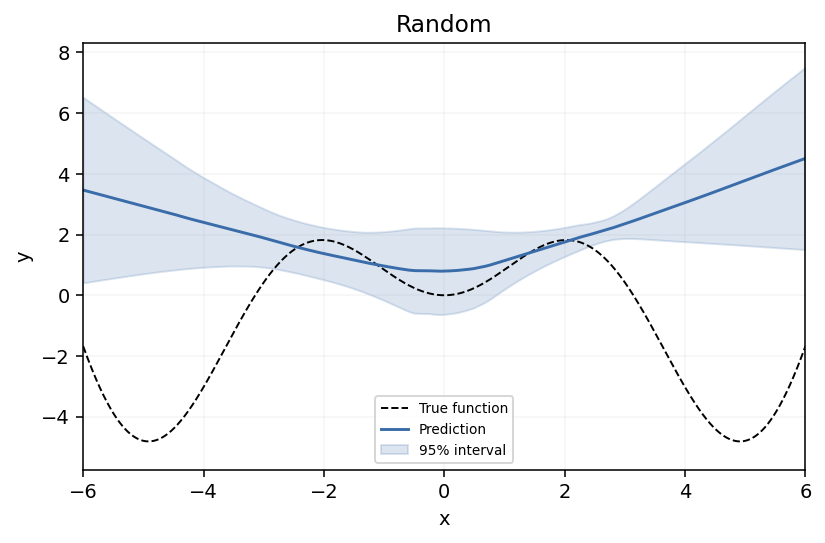 Random
y
8
6
4
2
0
−2
−4
True function
Prediction
95% interval
−6 −4 −2 0 2 4 6
x